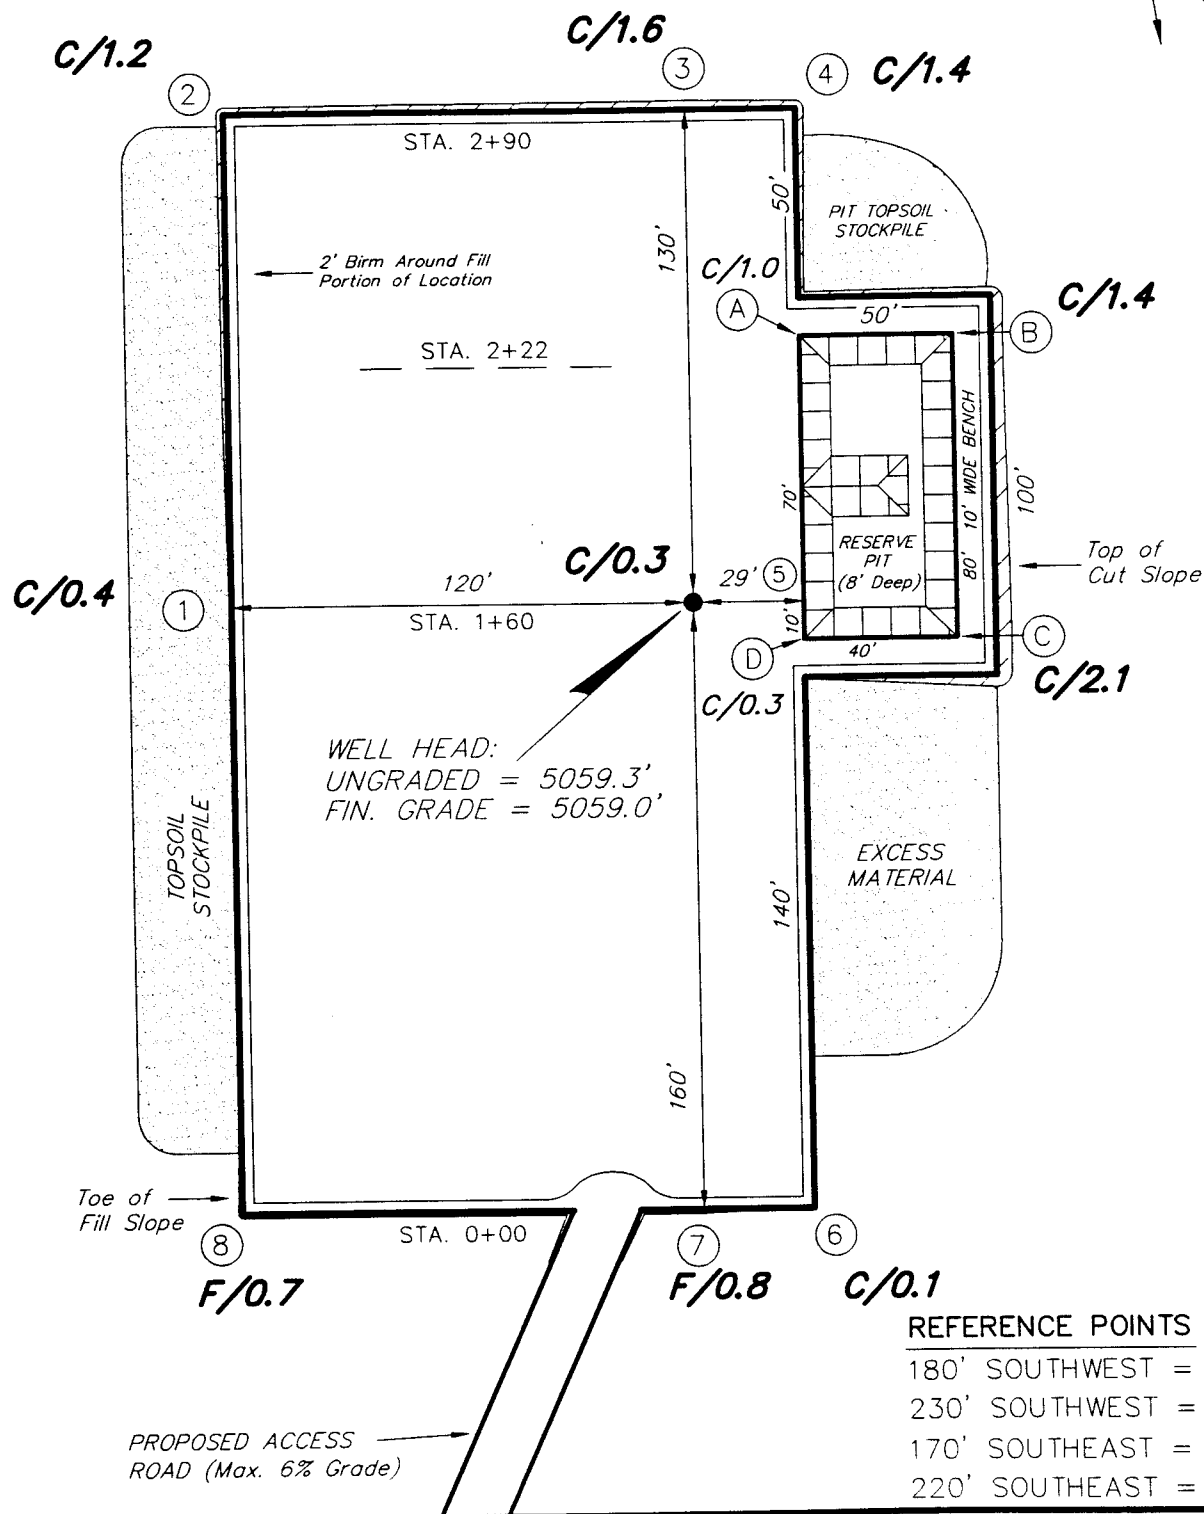 C/1.2
C/1.6
C/1.4
2
3
4
STA. 2+90
50'
PIT TOPSOIL
STOCKPILE
130'
2' Birm Around Fill
Portion of Location
C/1.0
C/1.4
A
50'
B
STA. 2+22
10' WIDE BENCH
100'
70'
RESERVE
PIT
(8' Deep)
80'
Top of
Cut Slope
C/0.4
1
120'
C/0.3
29'
5
STA. 1+60
10'
D
40'
C
C/0.3
C/2.1
WELL HEAD:
UNGRADED = 5059.3'
FIN. GRADE = 5059.0'
TOPSOIL
STOCKPILE
EXCESS
MATERIAL
140'
160'
Toe of
Fill Slope
8
STA. 0+00
7
6
F/0.7
F/0.8
C/0.1
REFERENCE POINTS
180' SOUTHWEST =
230' SOUTHWEST =
170' SOUTHEAST =
220' SOUTHEAST =
PROPOSED ACCESS
ROAD (Max. 6% Grade)